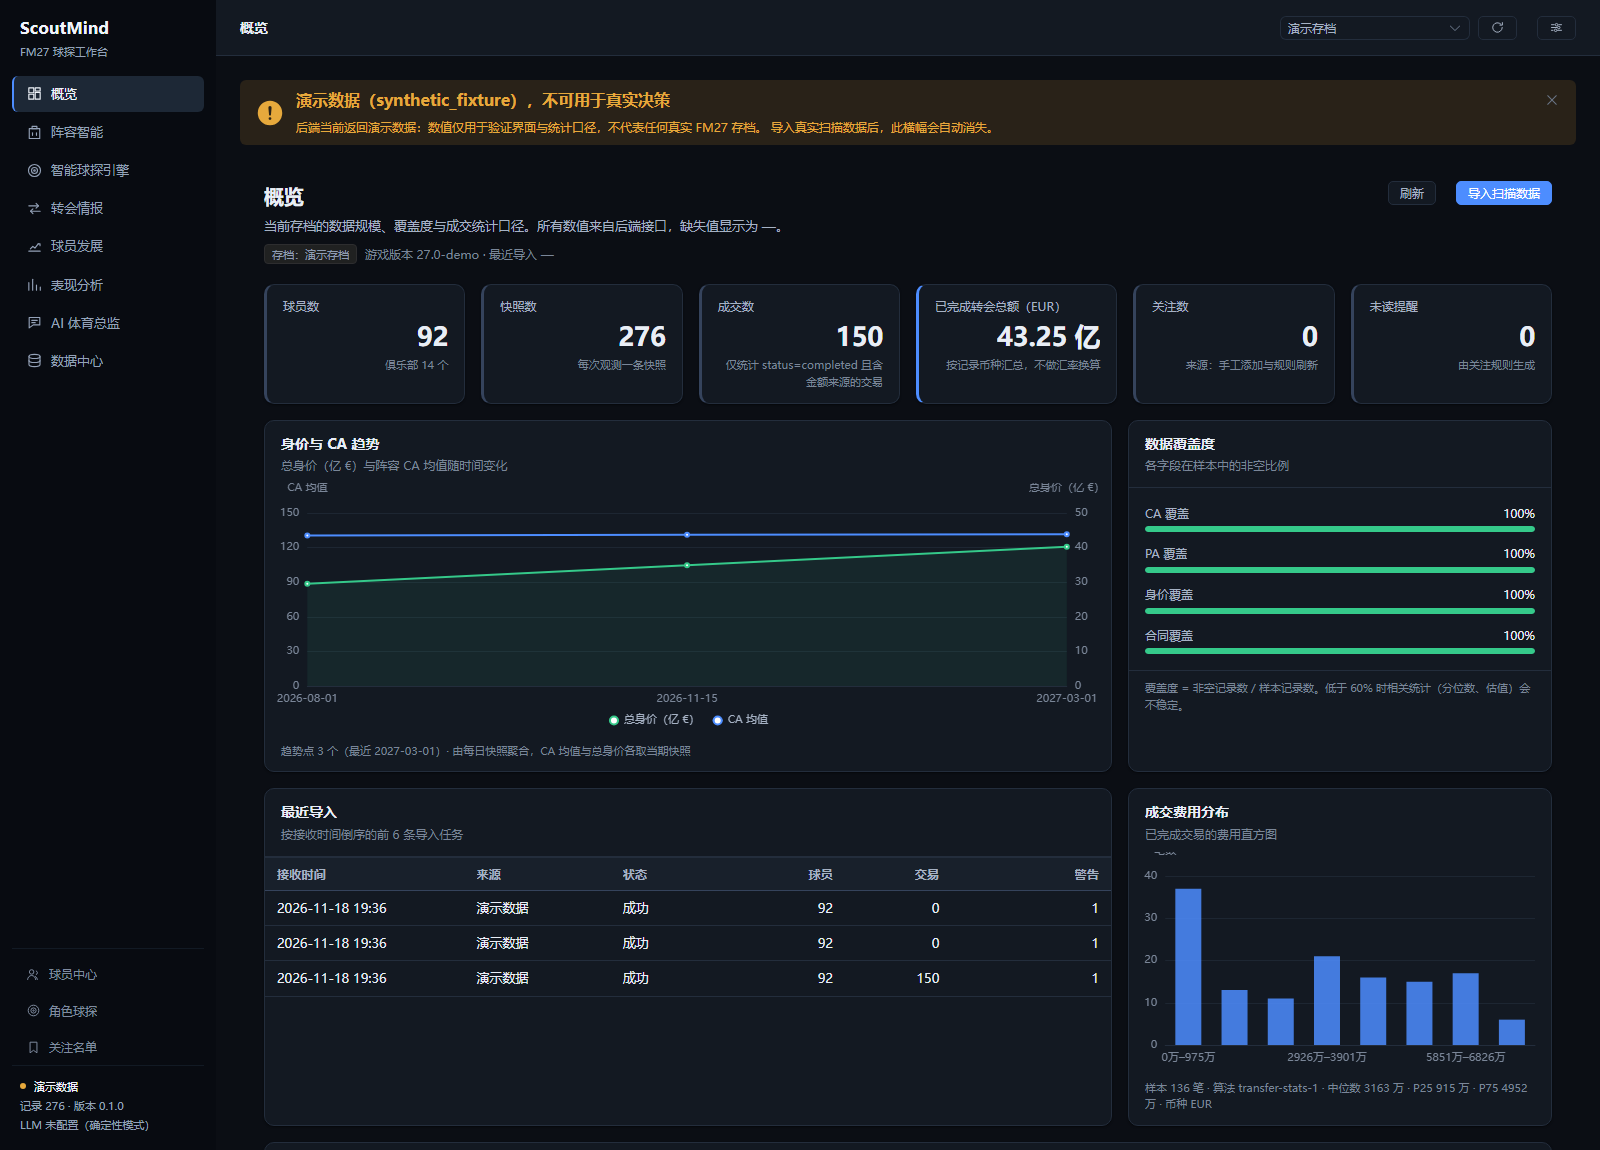 ScoutMind
FM27 球探工作台
概览
阵容智能
智能球探引擎
转会情报
球员发展
表现分析
AI 体育总监
数据中心
球员中心
角色球探
关注名单
演示数据
记录 276 · 版本 0.1.0
LLM 未配置（确定性模式）
概览
演示存档
演示数据（synthetic_fixture），不可用于真实决策
后端当前返回演示数据：数值仅用于验证界面与统计口径，不代表任何真实 FM27 存档。 导入真实扫描数据后，此横幅会自动消失。
概览
刷新
导入扫描数据
当前存档的数据规模、覆盖度与成交统计口径。所有数值来自后端接口，缺失值显示为 —。
存档：演示存档 游戏版本 27.0-demo · 最近导入 —
球员数
92
俱乐部 14 个
快照数
276
每次观测一条快照
成交数
150
仅统计 status=completed 且含
金额来源的交易
已完成转会总额（EUR）
43.25 亿
按记录币种汇总，不做汇率换算
关注数
0
来源：手工添加与规则刷新
未读提醒
0
由关注规则生成
身价与 CA 趋势
总身价（亿 €）与阵容 CA 均值随时间变化
CA 均值
总身价（亿 €）
150
120
90
60
30
0
50
40
30
20
10
0
2026-08-01
2026-11-15
2027-03-01
总身价（亿 €）
CA 均值
趋势点 3 个（最近 2027-03-01）· 由每日快照聚合，CA 均值与总身价各取当期快照
数据覆盖度
各字段在样本中的非空比例
CA 覆盖 100%
PA 覆盖 100%
身价覆盖 100%
合同覆盖 100%
覆盖度 = 非空记录数 / 样本记录数。低于 60% 时相关统计（分位数、估值）会
不稳定。
最近导入
按接收时间倒序的前 6 条导入任务
接收时间 来源 状态 球员 交易 警告
2026-11-18 19:36 演示数据 成功 92 0 1
2026-11-18 19:36 演示数据 成功 92 0 1
2026-11-18 19:36 演示数据 成功 92 150 1
成交费用分布
已完成交易的费用直方图
40
30
20
10
0
0万–975万
2926万–3901万
5851万–6826万
样本 136 笔 · 算法 transfer-stats-1 · 中位数 3163 万 · P25 915 万 · P75 4952
万 · 币种 EUR